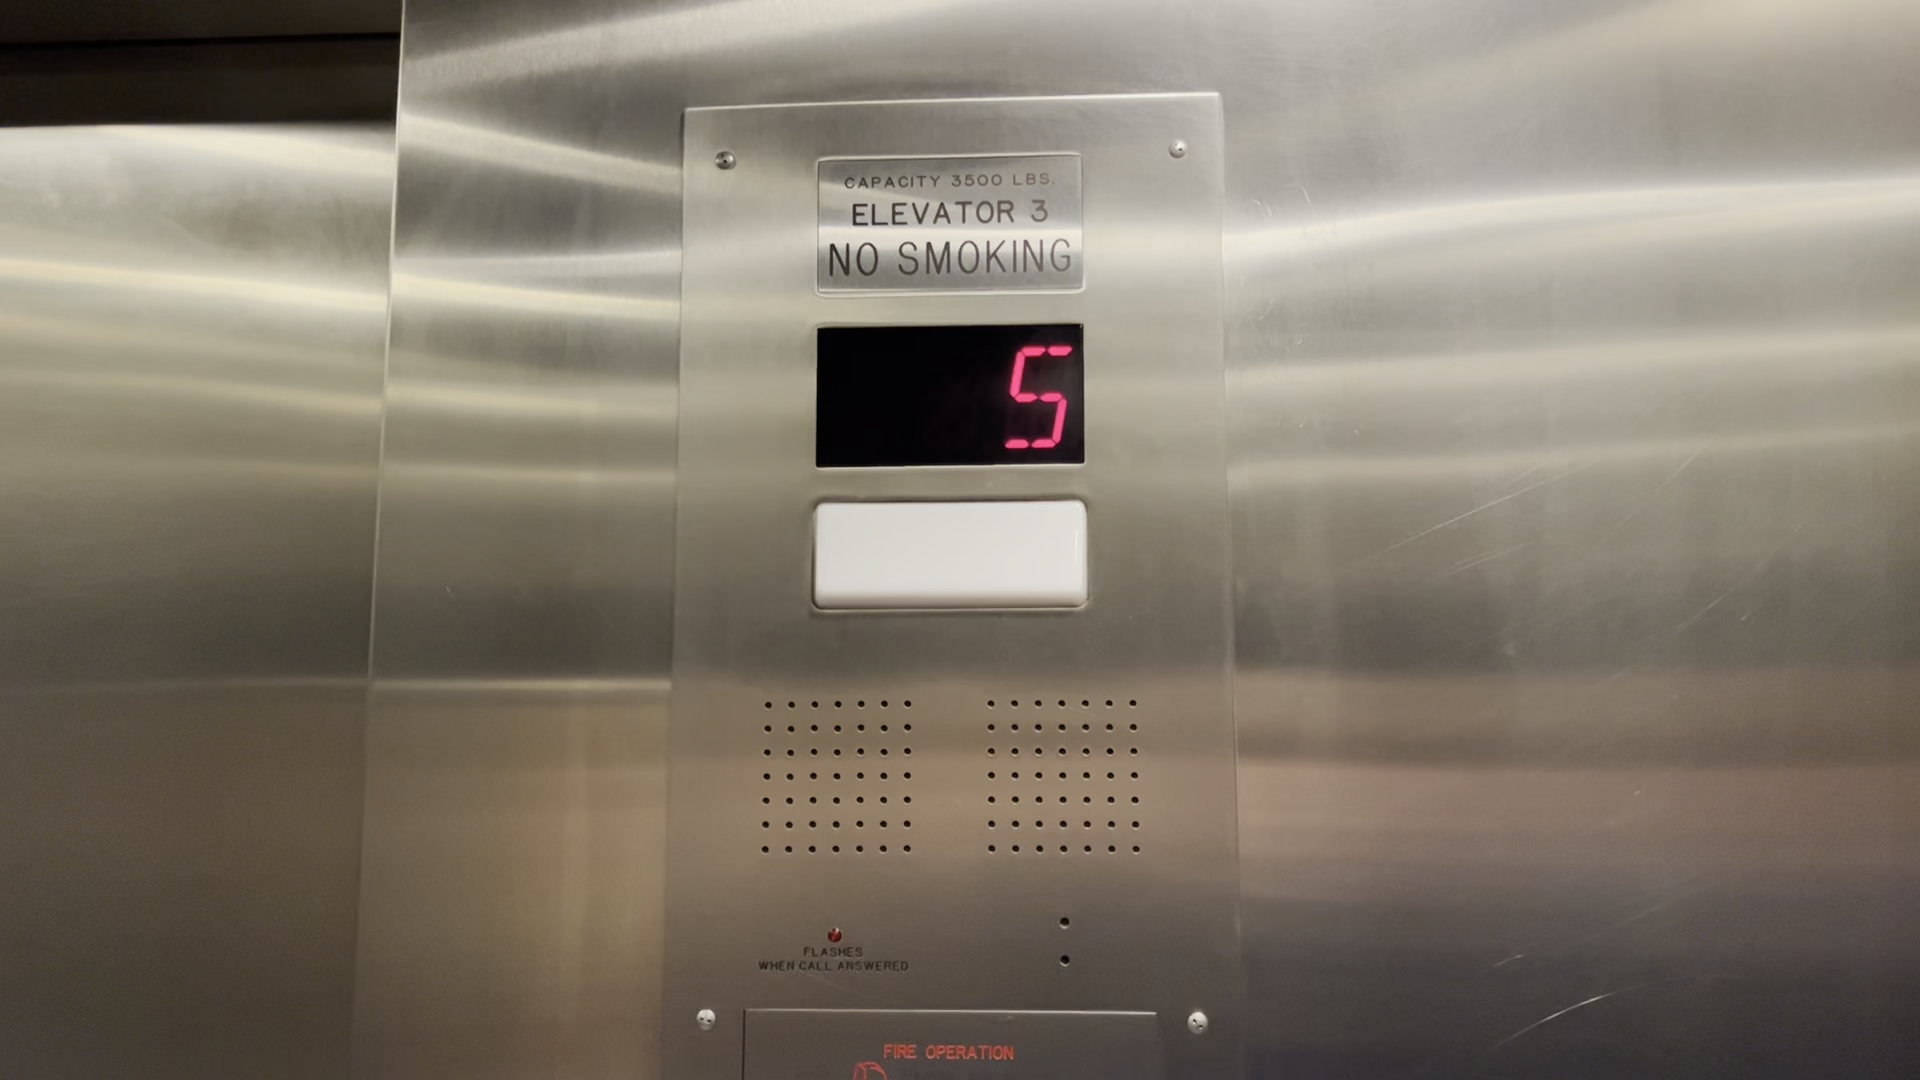 CAPACITY 3500 LBS.
ELEVATOR 3
NO SMOKING
5
FLASHES
WHEN CALL ANSWERED
FIRE OPERATION